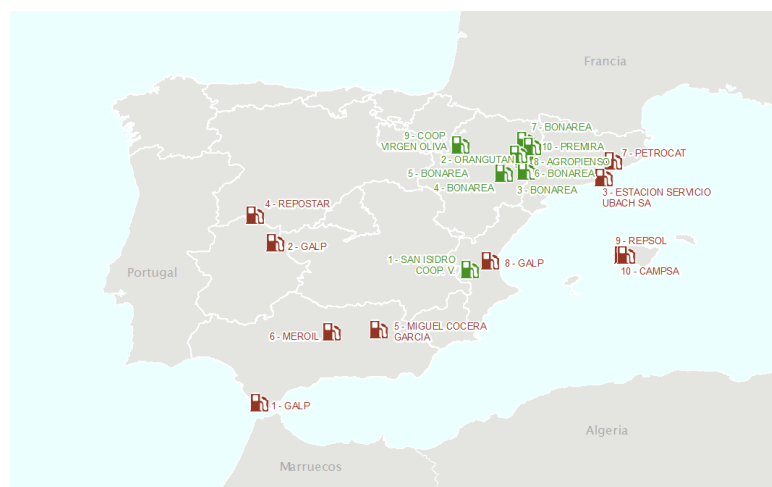 Francia
7 - BONAREA
9 - COOP.
VIRGEN OLIVA
10 - PREMIRA
2 - ORANGUTAN
7 - PETROCAT
8 - AGROPIENSO
5 - BONAREA
6 - BONAREA
4 - BONAREA
3 - BONAREA
3 - ESTACION SERVICIO
UBACH SA
4 - REPOSTAR
2 - GALP
9 - REPSOL
1 - SAN ISIDRO
COOP. V.
8 - GALP
10 - CAMPSA
Portugal
5 - MIGUEL COCERA
GARCIA
6 - MEROIL
1 - GALP
Argelia
Marruecos